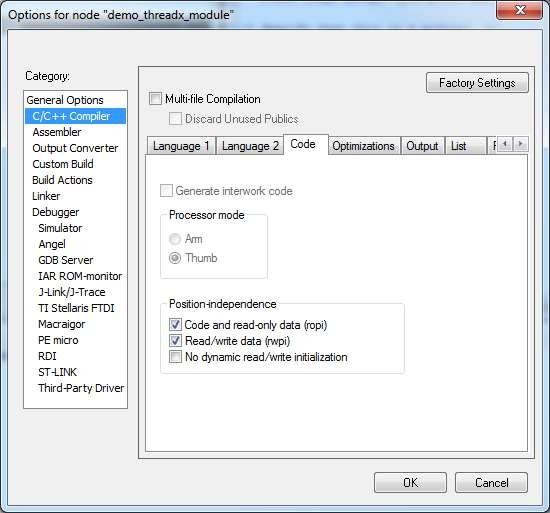 Options for node "demo_threadx_module"
Category:
Factory Settings
General Options
C/C++ Compiler
Assembler
Output Converter
Custom Build
Build Actions
Linker
Debugger
Simulator
Angel
GDB Server
IAR ROM-monitor
J-Link/J-Trace
TI Stellaris FTDI
Macraigor
PE micro
RDI
ST-LINK
Third-Party Driver
Multi-file Compilation
Discard Unused Publics
Language 1 Language 2 Code Optimizations Output List
Generate interwork code
Processor mode
Arm
Thumb
Position-independence
Code and read-only data (ropi)
Read/write data (rwpi)
No dynamic read/write initialization
OK Cancel